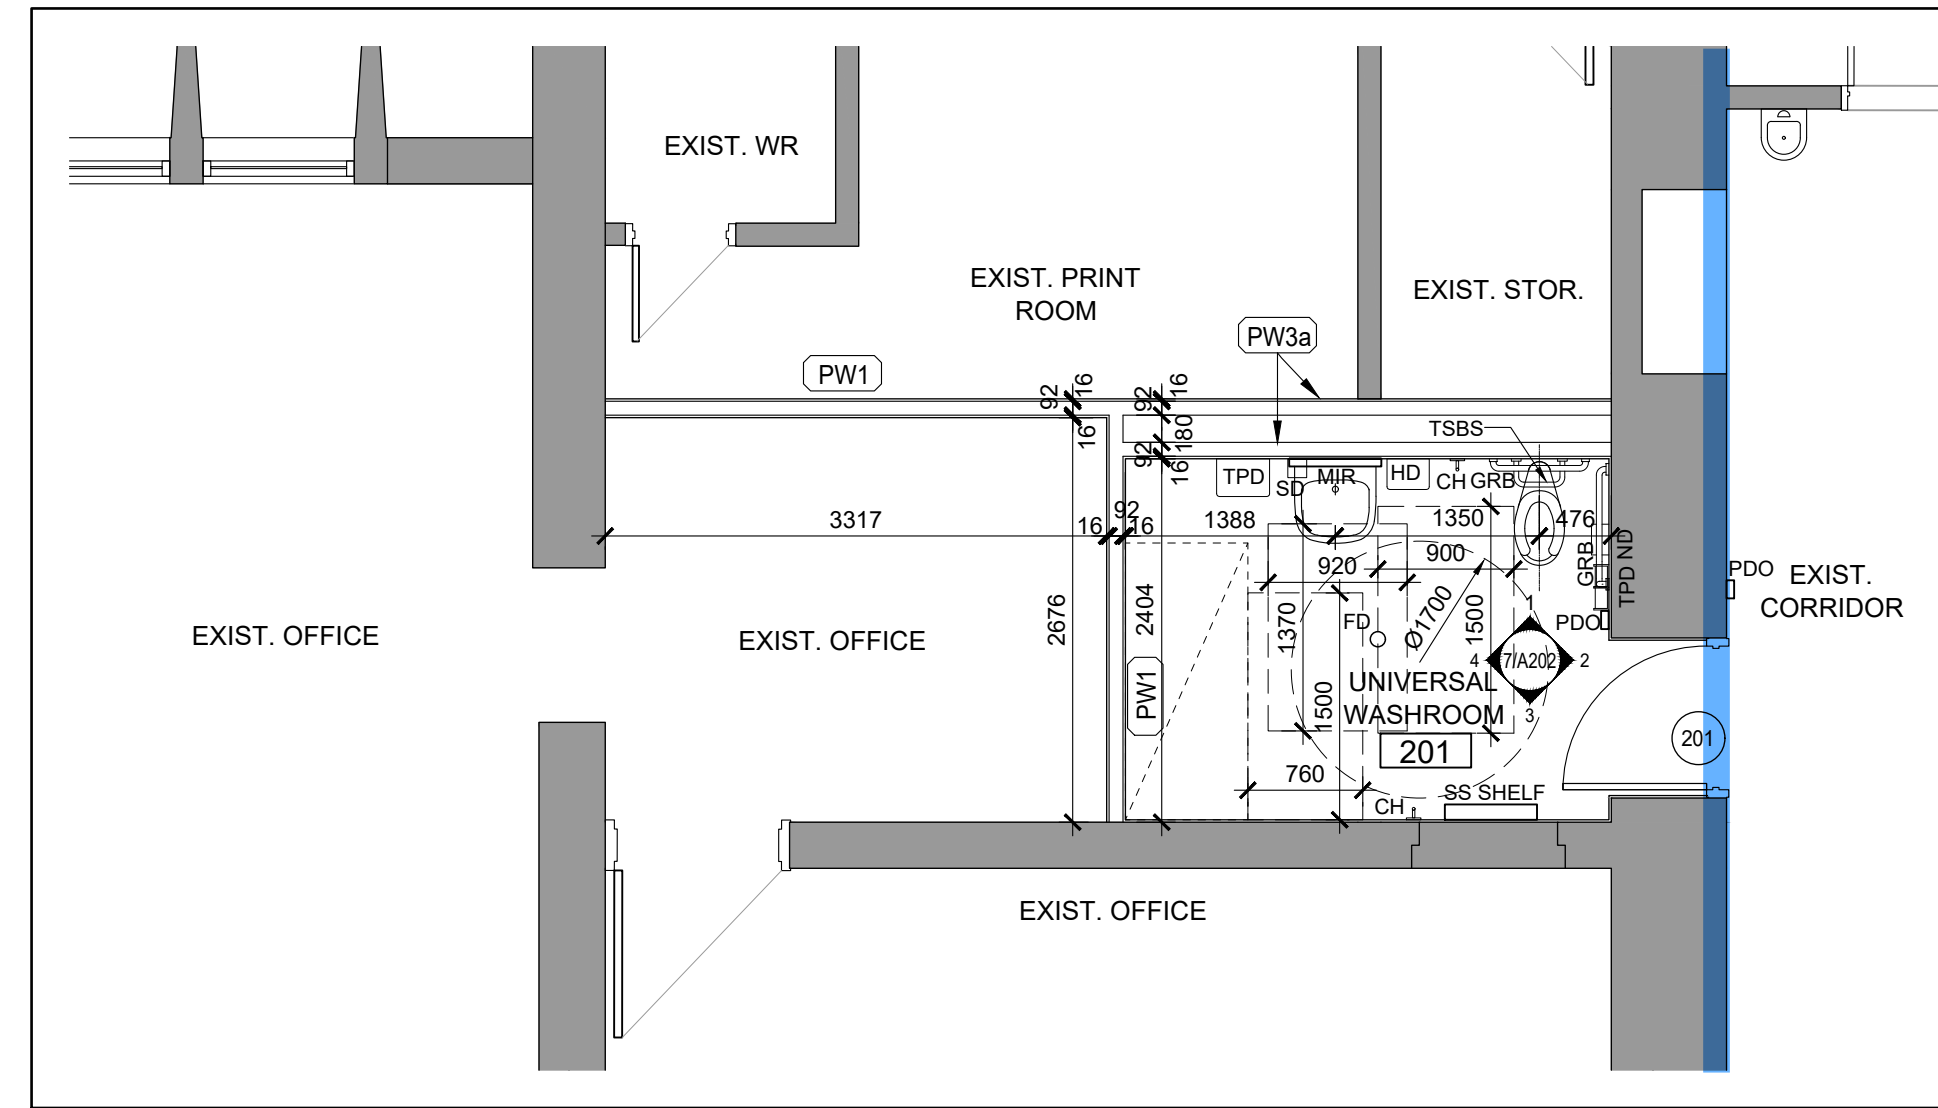 EXIST. WR
EXIST. PRINT
ROOM
EXIST. STOR.
PW3a
PW1
92
16
16
92
16
180
92
16
TSBS
TPD
SD
MIR
HD
CH
GRB
3317
16
92
16
1388
1350
476
920
900
GRB
TPD ND
PDO
EXIST.
CORRIDOR
2676
2404
1370
FD
Ø1700
1500
1
PDO
EXIST. OFFICE
EXIST. OFFICE
4
7/A202
2
3
PW1
1500
UNIVERSAL
WASHROOM
201
201
760
CH
SS SHELF
EXIST. OFFICE